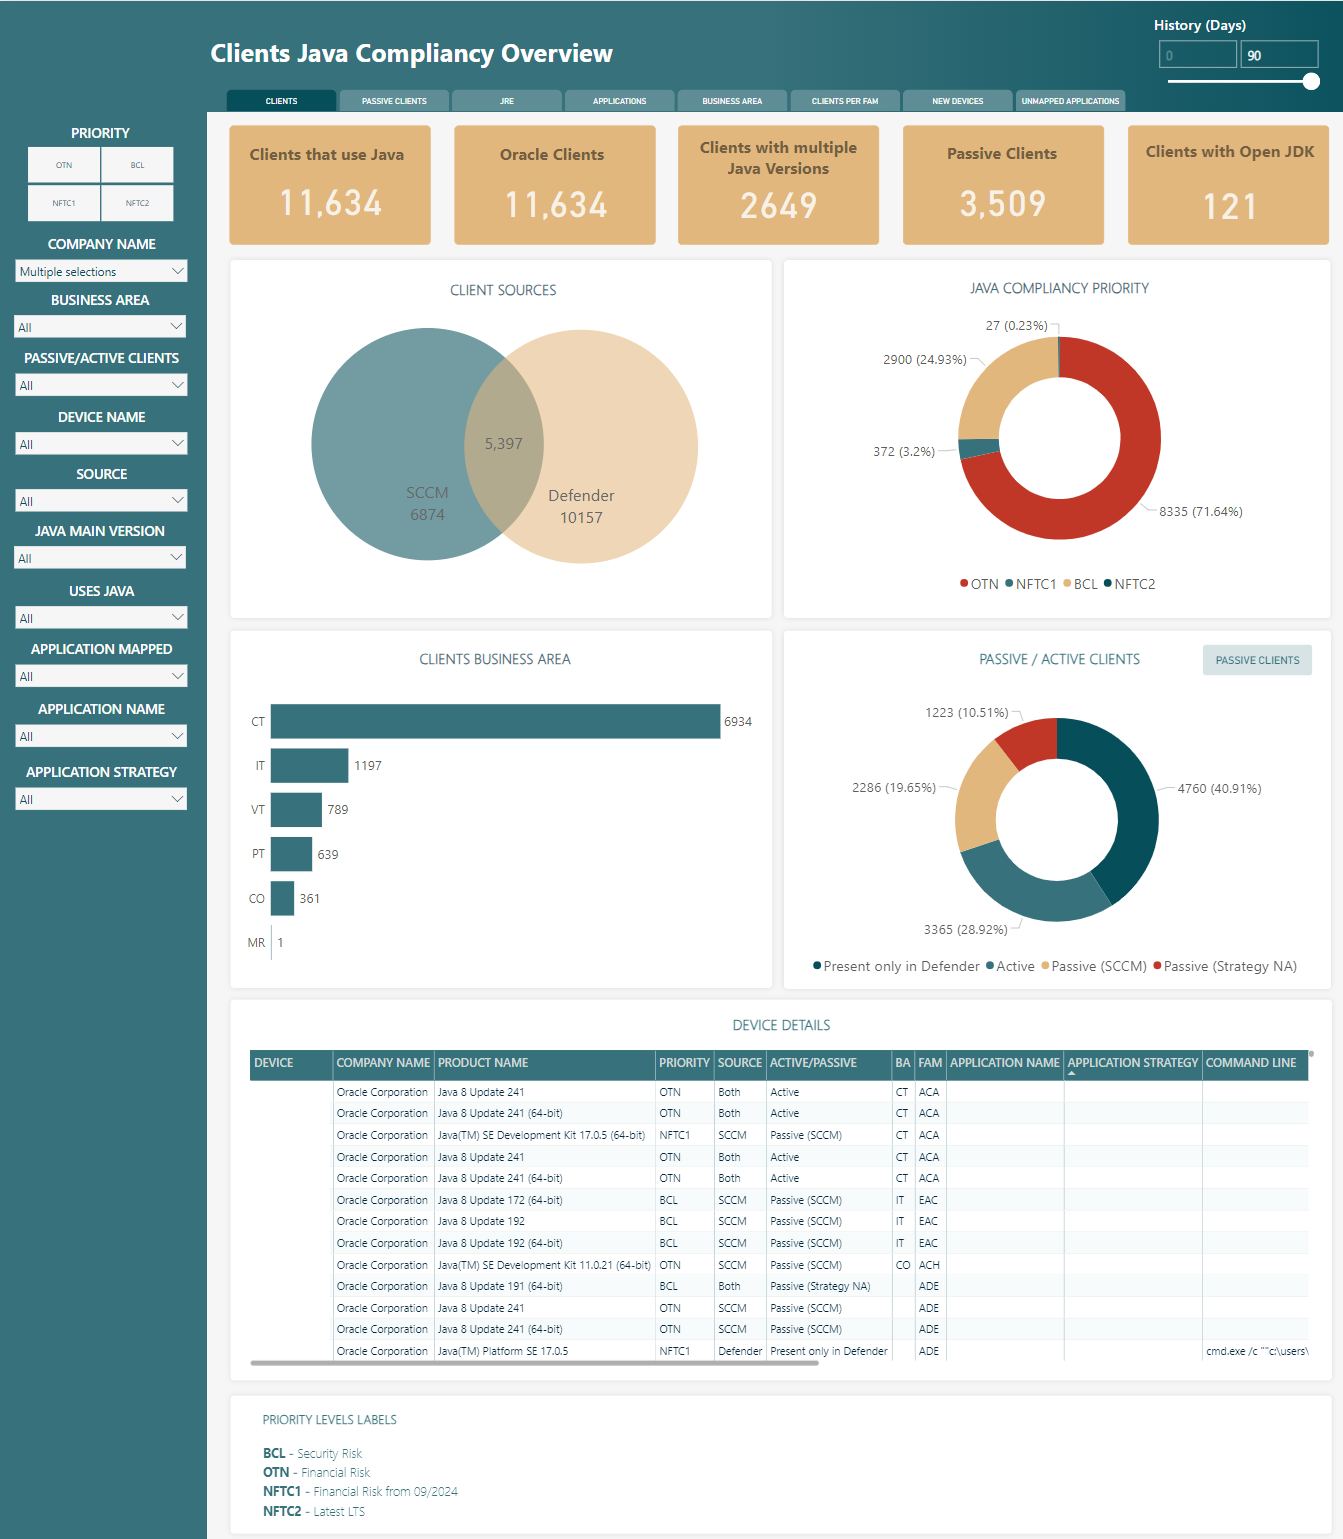 History (Days)
0 90
Clients Java Compliancy Overview
CLIENTS PASSIVE CLIENTS JRE APPLICATIONS BUSINESS AREA CLIENTS PER FAM NEW DEVICES UNMAPPED APPLICATIONS
PRIORITY
OTN BCL
NFTC1 NFTC2
COMPANY NAME
Multiple selections
BUSINESS AREA
All
PASSIVE/ACTIVE CLIENTS
All
DEVICE NAME
All
SOURCE
All
JAVA MAIN VERSION
All
USES JAVA
All
APPLICATION MAPPED
All
APPLICATION NAME
All
APPLICATION STRATEGY
All
Clients that use Java
11,634
Oracle Clients
11,634
Clients with multiple
Java Versions
2649
Passive Clients
3,509
Clients with Open JDK
121
CLIENT SOURCES
5,397
SCCM
6874
Defender
10157
JAVA COMPLIANCY PRIORITY
27 (0.23%)
2900 (24.93%)
372 (3.2%)
8335 (71.64%)
OTN NFTC1 BCL NFTC2
CLIENTS BUSINESS AREA
CT 6934
IT 1197
VT 789
PT 639
CO 361
MR 1
PASSIVE / ACTIVE CLIENTS
PASSIVE CLIENTS
1223 (10.51%)
2286 (19.65%)
4760 (40.91%)
3365 (28.92%)
Present only in Defender Active Passive (SCCM) Passive (Strategy NA)
DEVICE DETAILS
DEVICE COMPANY NAME PRODUCT NAME PRIORITY SOURCE ACTIVE/PASSIVE BA FAM APPLICATION NAME APPLICATION STRATEGY COMMAND LINE
Oracle Corporation Java 8 Update 241 OTN Both Active CT ACA
Oracle Corporation Java 8 Update 241 (64-bit) OTN Both Active CT ACA
Oracle Corporation Java(TM) SE Development Kit 17.0.5 (64-bit) NFTC1 SCCM Passive (SCCM) CT ACA
Oracle Corporation Java 8 Update 241 OTN Both Active CT ACA
Oracle Corporation Java 8 Update 241 (64-bit) OTN Both Active CT ACA
Oracle Corporation Java 8 Update 172 (64-bit) BCL SCCM Passive (SCCM) IT EAC
Oracle Corporation Java 8 Update 192 BCL SCCM Passive (SCCM) IT EAC
Oracle Corporation Java 8 Update 192 (64-bit) BCL SCCM Passive (SCCM) IT EAC
Oracle Corporation Java(TM) SE Development Kit 11.0.21 (64-bit) OTN SCCM Passive (SCCM) CO ACH
Oracle Corporation Java 8 Update 191 (64-bit) BCL Both Passive (Strategy NA) ADE
Oracle Corporation Java 8 Update 241 OTN SCCM Passive (SCCM) ADE
Oracle Corporation Java 8 Update 241 (64-bit) OTN SCCM Passive (SCCM) ADE
Oracle Corporation Java(TM) Platform SE 17.0.5 NFTC1 Defender Present only in Defender ADE cmd.exe /c ""c:\users\
PRIORITY LEVELS LABELS
BCL - Security Risk
OTN - Financial Risk
NFTC1 - Financial Risk from 09/2024
NFTC2 - Latest LTS